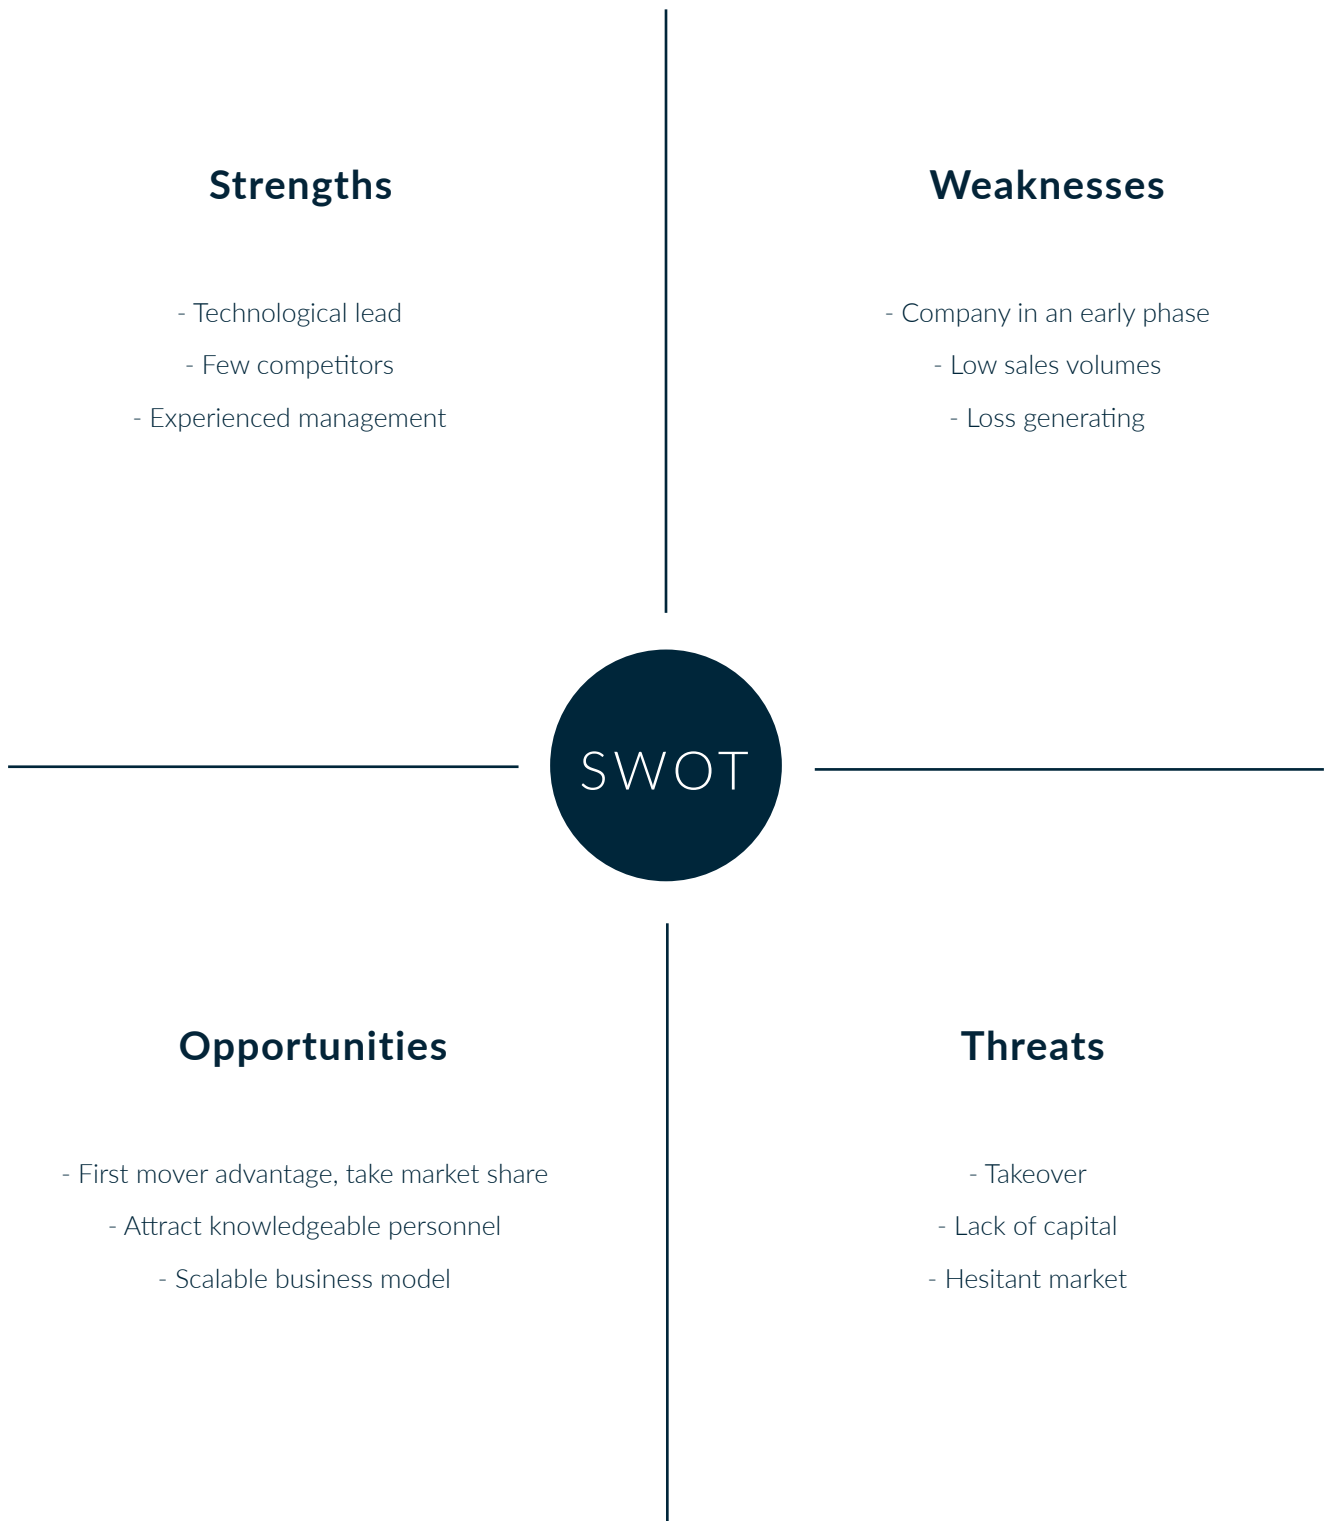 Strengths
- Technological lead
- Few competitors
- Experienced management
Weaknesses
- Company in an early phase
- Low sales volumes
- Loss generating
SWOT
Opportunities
- First mover advantage, take market share
- Attract knowledgeable personnel
- Scalable business model
Threats
- Takeover
- Lack of capital
- Hesitant market